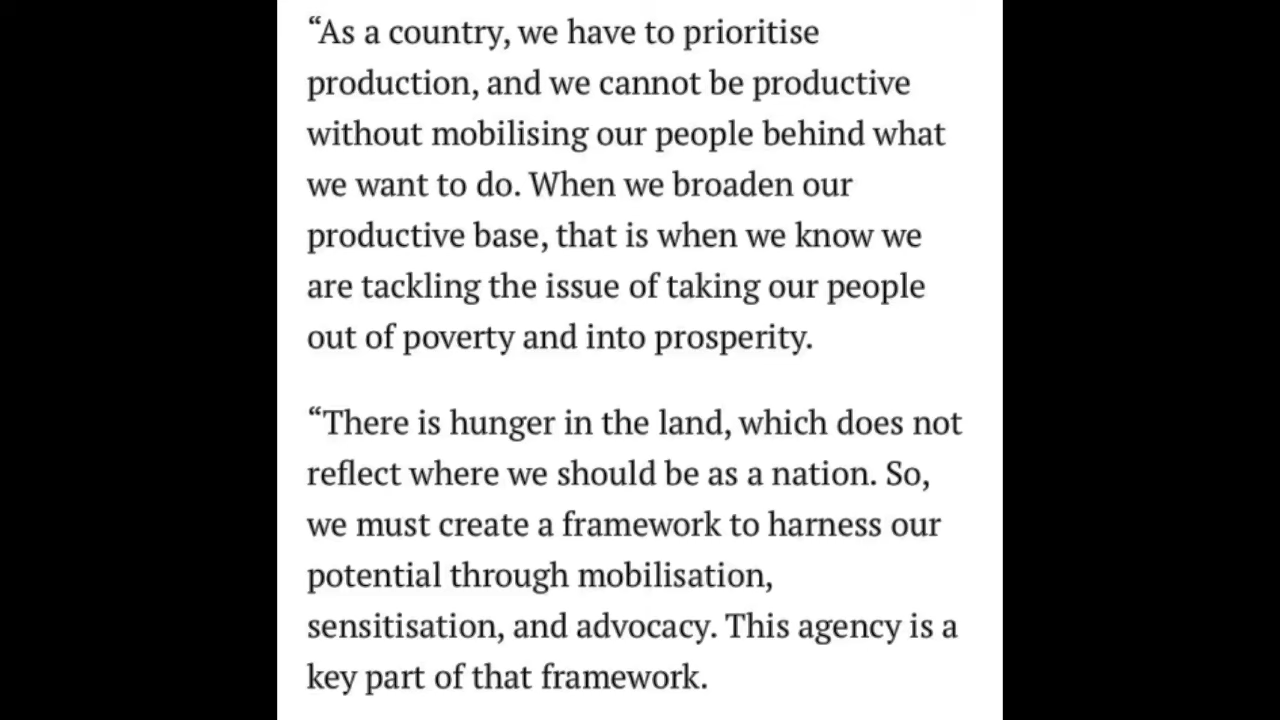 “As a country, we have to prioritise
production, and we cannot be productive
without mobilising our people behind what
we want to do. When we broaden our
productive base, that is when we know we
are tackling the issue of taking our people
out of poverty and into prosperity.
“There is hunger in the land, which does not
reflect where we should be as a nation. So,
we must create a framework to harness our
potential through mobilisation,
sensitisation, and advocacy. This agency is a
key part of that framework.